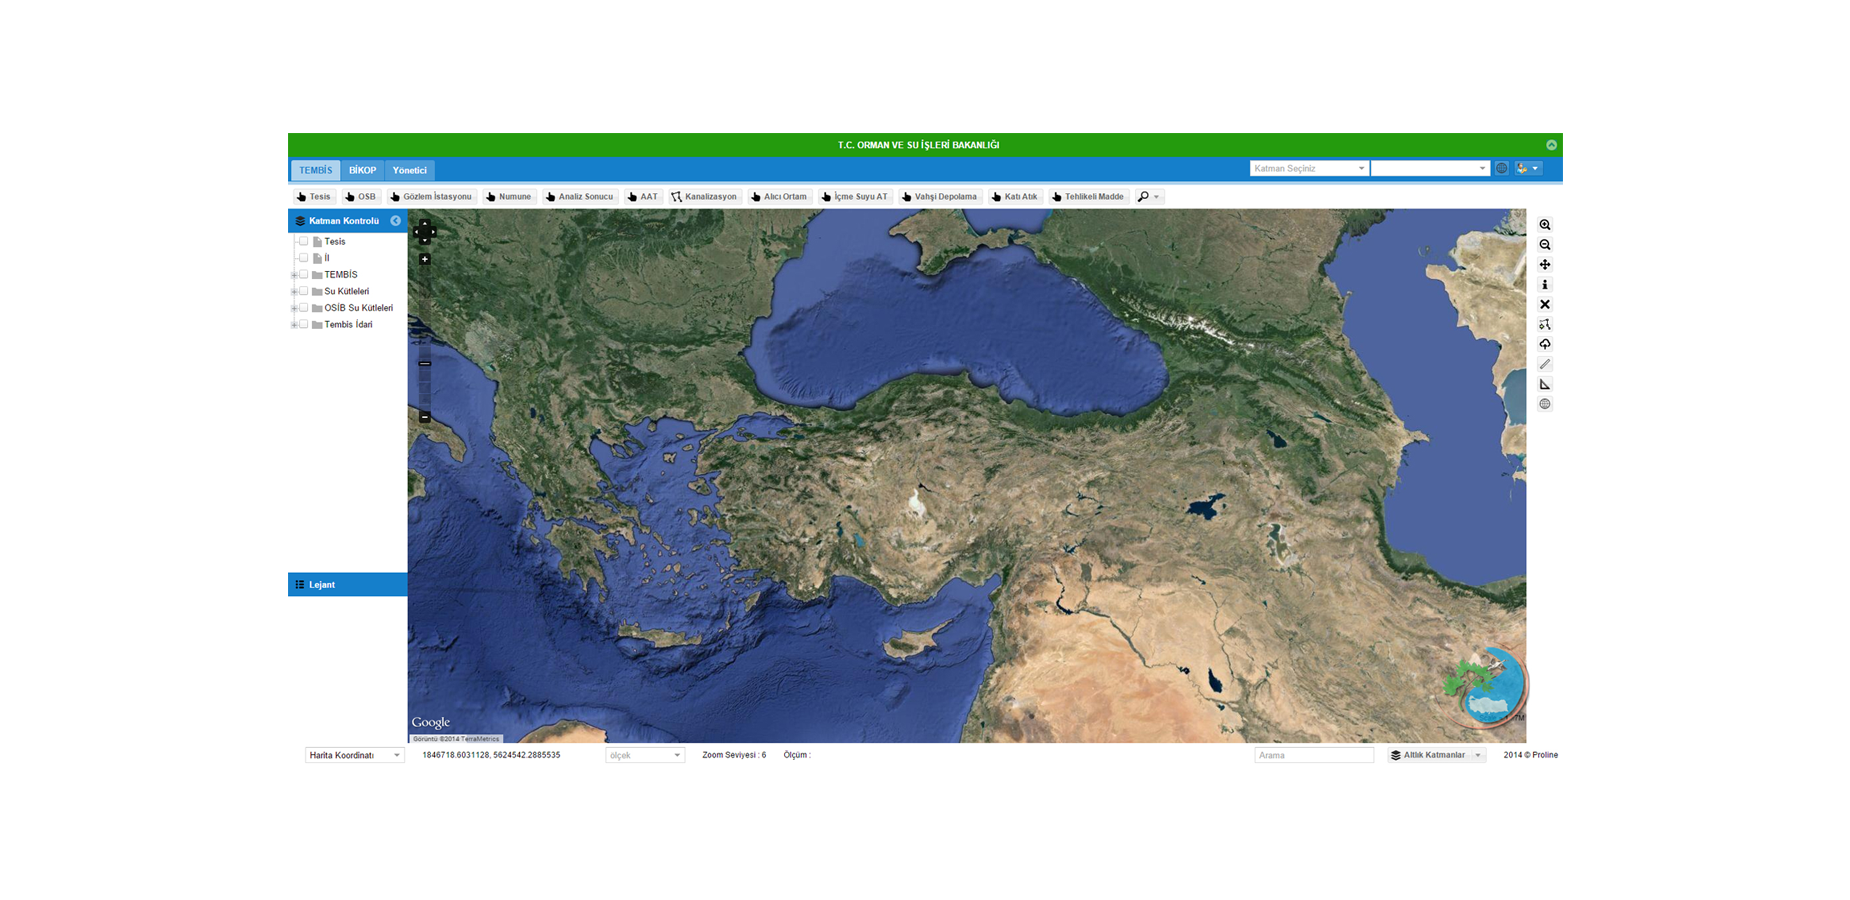 T.C. ORMAN VE SU İŞLERİ BAKANLIĞI
TEMBİS BİKOP Yönetici Katman Seçiniz
Tesis OSB Gözlem İstasyonu Numune Analiz Sonucu AAT Kanalizasyon Alıcı Ortam İçme Suyu AT Vahşi Depolama Katı Atık Tehlikeli Madde
Katman Kontrolü
Tesis
İl
TEMBİS
Su Kütleleri
OSİB Su Kütleleri
Tembis İdari
Lejant
Google
Görüntü ©2014 TerraMetrics
Harita Koordinatı 1846718.6031128, 5624542.2885535 ölçek Zoom Seviyesi : 6 Ölçüm : Arama Altlık Katmanlar 2014 © Proline